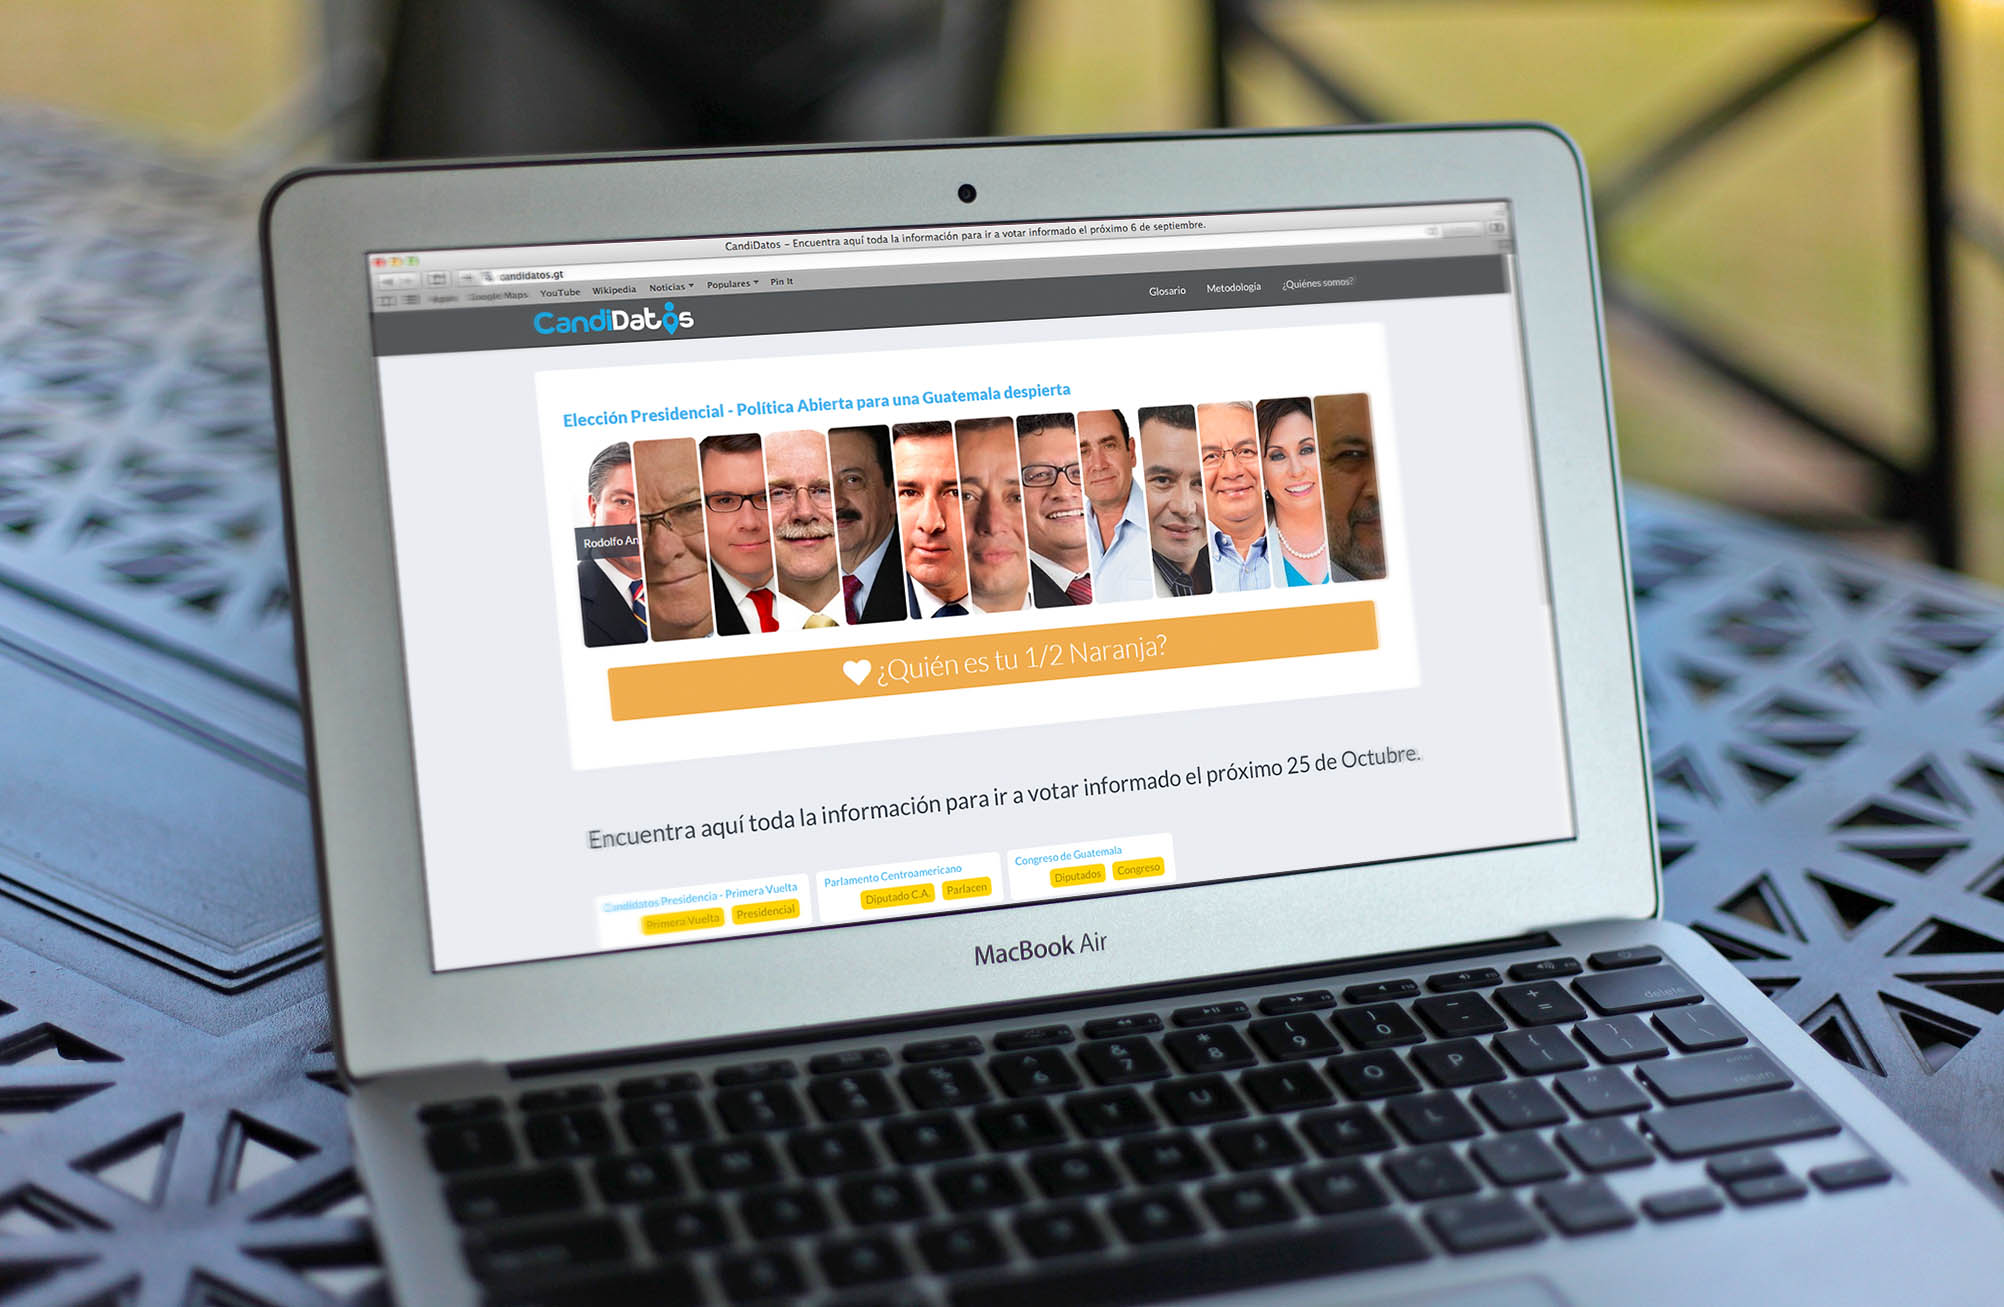 CandiDatos – Encuentra aquí toda la información para ir a votar informado el próximo 6 de septiembre.
candidatos.gt
Apple Google Maps YouTube Wikipedia Noticias Populares Pin It
CandiDatos
Glosario Metodología ¿Quiénes somos?
Elección Presidencial - Política Abierta para una Guatemala despierta
Rodolfo An
¿Quién es tu 1/2 Naranja?
Encuentra aquí toda la información para ir a votar informado el próximo 25 de Octubre.
Candidatos Presidencia - Primera Vuelta
Primera Vuelta Presidencial
Parlamento Centroamericano
Diputado C.A. Parlacen
Congreso de Guatemala
Diputados Congreso
MacBook Air
delete
& 7 * 8 ( 9 ) 0 - + =
Y U I O P { [ } ]
enter
return